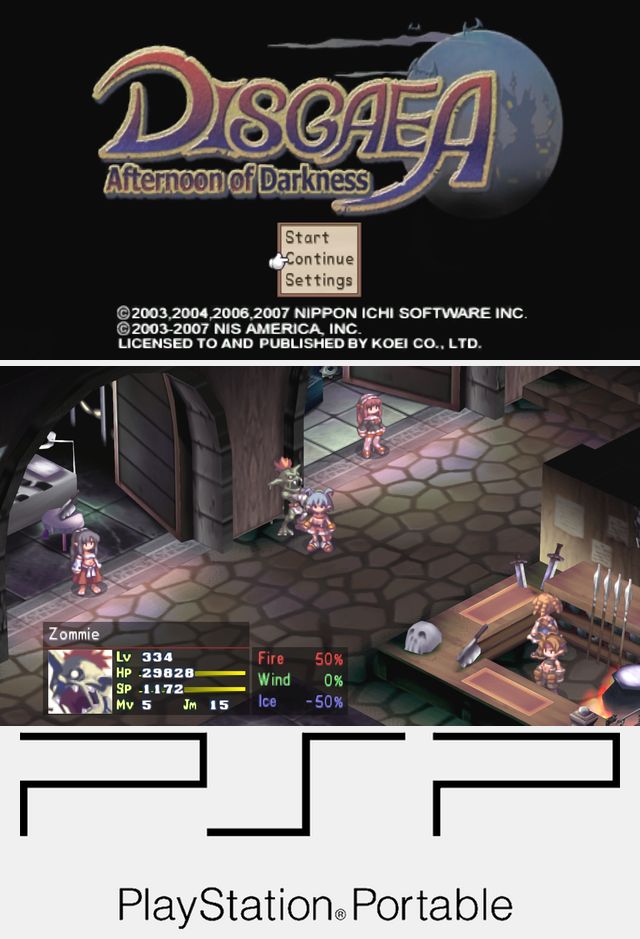 DISGAEA
Afternoon of Darkness
Start
Continue
Settings
©2003,2004,2006,2007 NIPPON ICHI SOFTWARE INC.
©2003-2007 NIS AMERICA, INC.
LICENSED TO AND PUBLISHED BY KOEI CO., LTD.
Zommie
Lv 334
Hp 29828
Sp 1172
Mv 5 Jm 15
Fire 50%
Wind 0%
Ice -50%
PSP
PlayStation®Portable